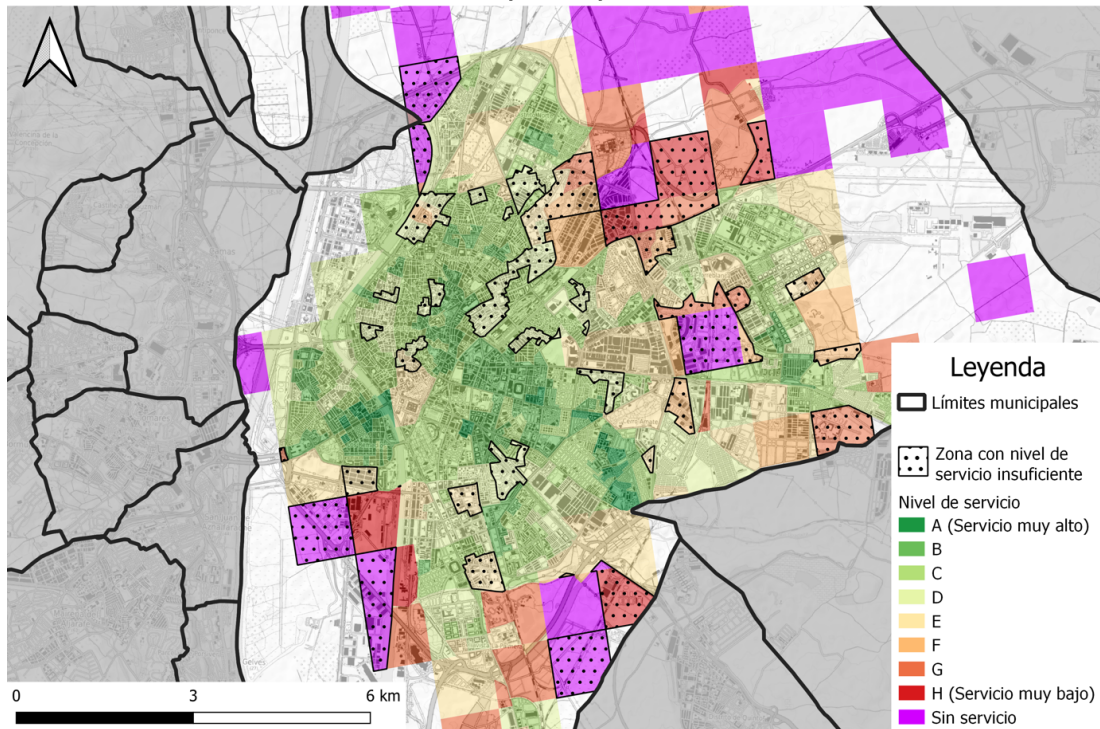 Leyenda
Límites municipales
Zona con nivel de
servicio insuficiente
Nivel de servicio
A (Servicio muy alto)
B
C
D
E
F
G
H (Servicio muy bajo)
Sin servicio
Gelves
0 3 6 km